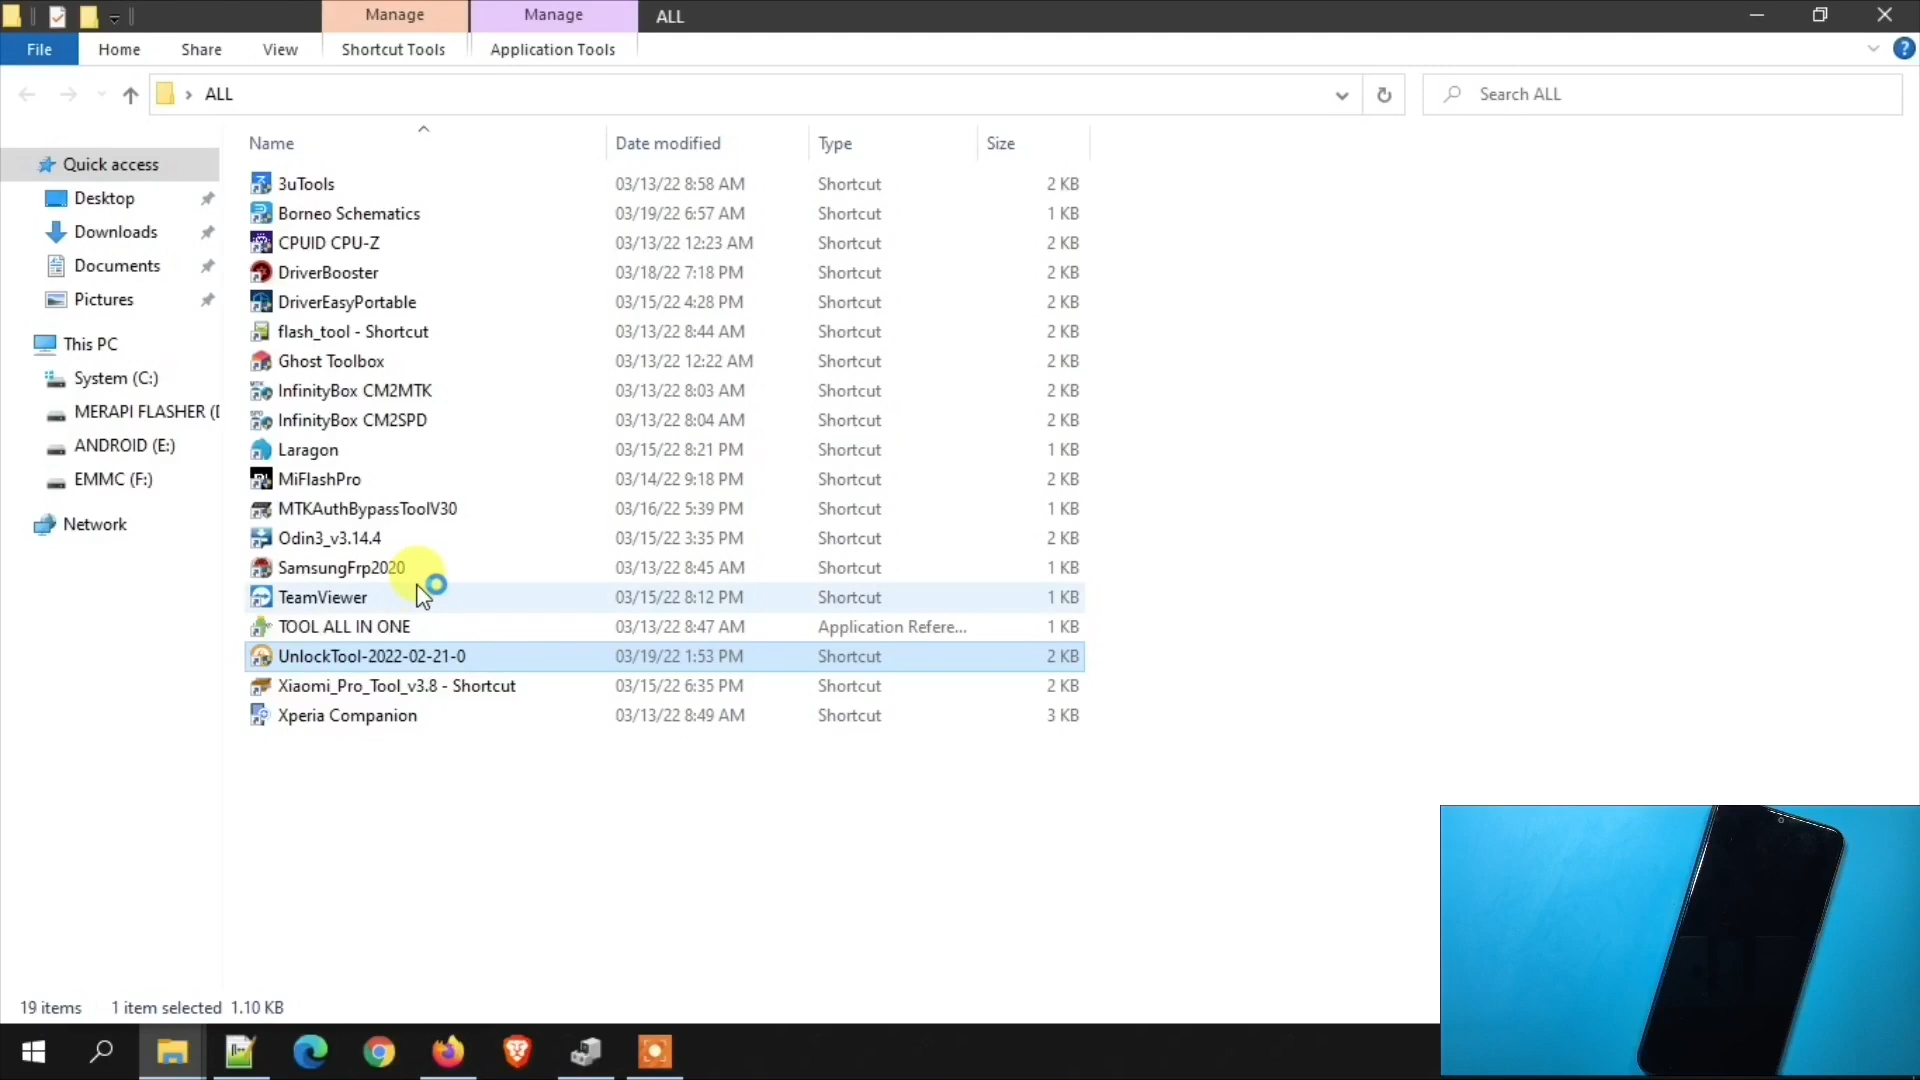 Manage
Manage
ALL
File
Home
Share
View
Shortcut Tools
Application Tools
ALL
Search ALL
Name
Date modified
Type
Size
Quick access
Desktop
Downloads
Documents
Pictures
This PC
System (C:)
MERAPI FLASHER (
ANDROID (E:)
EMMC (F:)
Network
3uTools 03/13/22 8:58 AM Shortcut 2 KB
Borneo Schematics 03/19/22 6:57 AM Shortcut 1 KB
CPUID CPU-Z 03/13/22 12:23 AM Shortcut 2 KB
DriverBooster 03/18/22 7:18 PM Shortcut 2 KB
DriverEasyPortable 03/15/22 4:28 PM Shortcut 2 KB
flash_tool - Shortcut 03/13/22 8:44 AM Shortcut 2 KB
Ghost Toolbox 03/13/22 12:22 AM Shortcut 2 KB
InfinityBox CM2MTK 03/13/22 8:03 AM Shortcut 2 KB
InfinityBox CM2SPD 03/13/22 8:04 AM Shortcut 2 KB
Laragon 03/15/22 8:21 PM Shortcut 1 KB
MiFlashPro 03/14/22 9:18 PM Shortcut 2 KB
MTKAuthBypassToolV30 03/16/22 5:39 PM Shortcut 1 KB
Odin3_v3.14.4 03/15/22 3:35 PM Shortcut 2 KB
SamsungFrp2020 03/13/22 8:45 AM Shortcut 1 KB
TeamViewer 03/15/22 8:12 PM Shortcut 1 KB
TOOL ALL IN ONE 03/13/22 8:47 AM Application Refere... 1 KB
UnlockTool-2022-02-21-0 03/19/22 1:53 PM Shortcut 2 KB
Xiaomi_Pro_Tool_v3.8 - Shortcut 03/15/22 6:35 PM Shortcut 2 KB
Xperia Companion 03/13/22 8:49 AM Shortcut 3 KB
19 items 1 item selected 1.10 KB